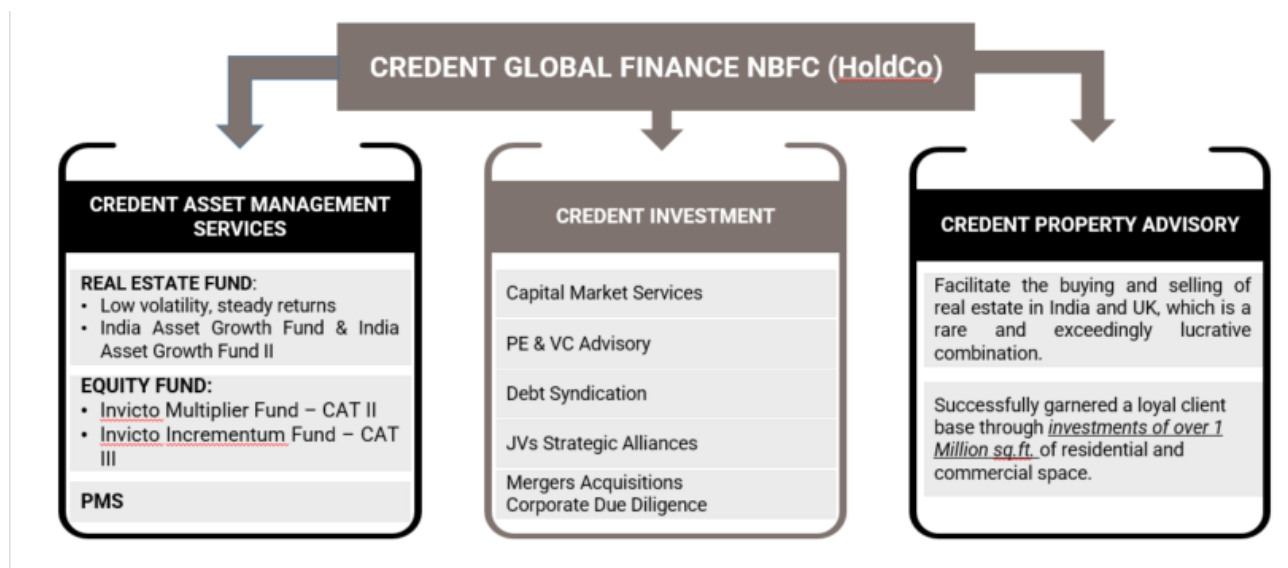 CREDENT GLOBAL FINANCE NBFC (HoldCo)
CREDENT ASSET MANAGEMENT
SERVICES
REAL ESTATE FUND:
• Low volatility, steady returns
• India Asset Growth Fund & India
Asset Growth Fund II
EQUITY FUND:
• Invicto Multiplier Fund – CAT II
• Invicto Incrementum Fund – CAT
III
PMS
CREDENT INVESTMENT
Capital Market Services
PE & VC Advisory
Debt Syndication
JVs Strategic Alliances
Mergers Acquisitions
Corporate Due Diligence
CREDENT PROPERTY ADVISORY
Facilitate the buying and selling of
real estate in India and UK, which is a
rare and exceedingly lucrative
combination.
Successfully garnered a loyal client
base through investments of over 1
Million sq.ft. of residential and
commercial space.